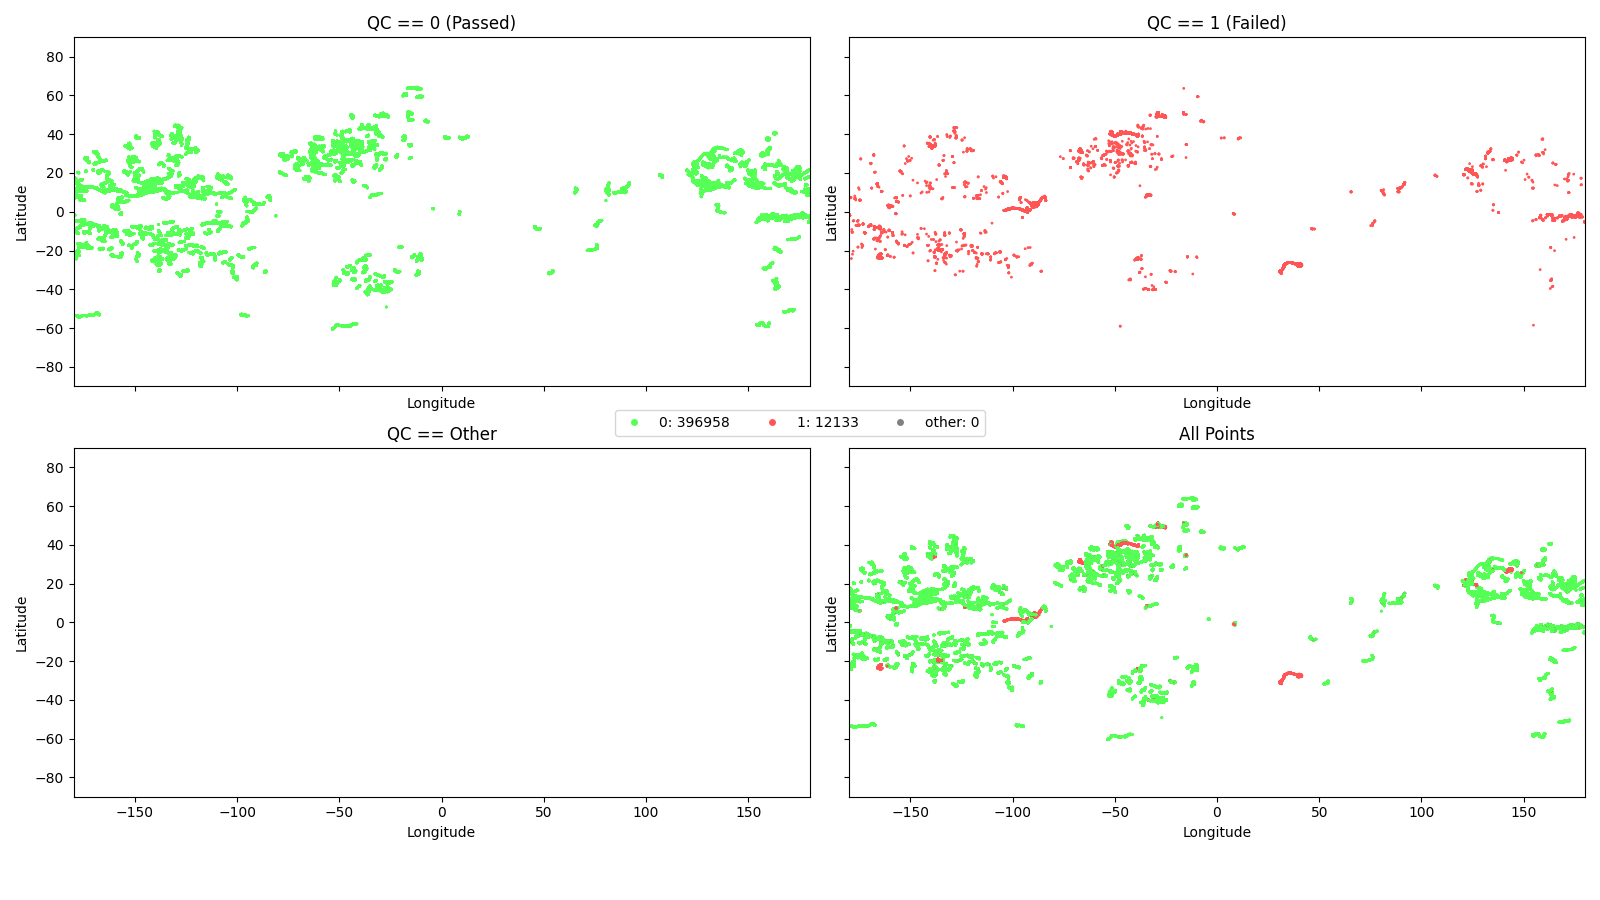 QC == 0 (Passed)
QC == 1 (Failed)
80
60
40
20
0
−20
−40
−60
−80
Latitude
Latitude
Longitude
Longitude
0: 396958
1: 12133
other: 0
QC == Other
All Points
80
60
40
20
0
−20
−40
−60
−80
Latitude
Latitude
−150
−100
−50
0
50
100
150
−150
−100
−50
0
50
100
150
Longitude
Longitude